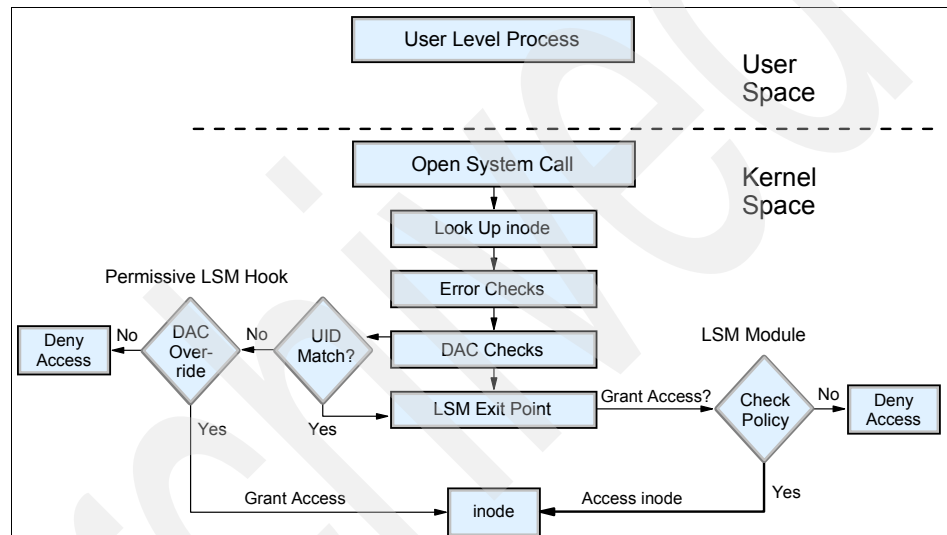 User Level Process
User
Space
Open System Call
Kernel
Space
Look Up inode
Permissive LSM Hook
Error Checks
Deny
Access
No
DAC
Over-
ride
No
UID
Match?
DAC Checks
LSM Module
LSM Exit Point
Grant Access?
Check
Policy
No
Deny
Access
Yes
Yes
Yes
Grant Access
inode
Access inode